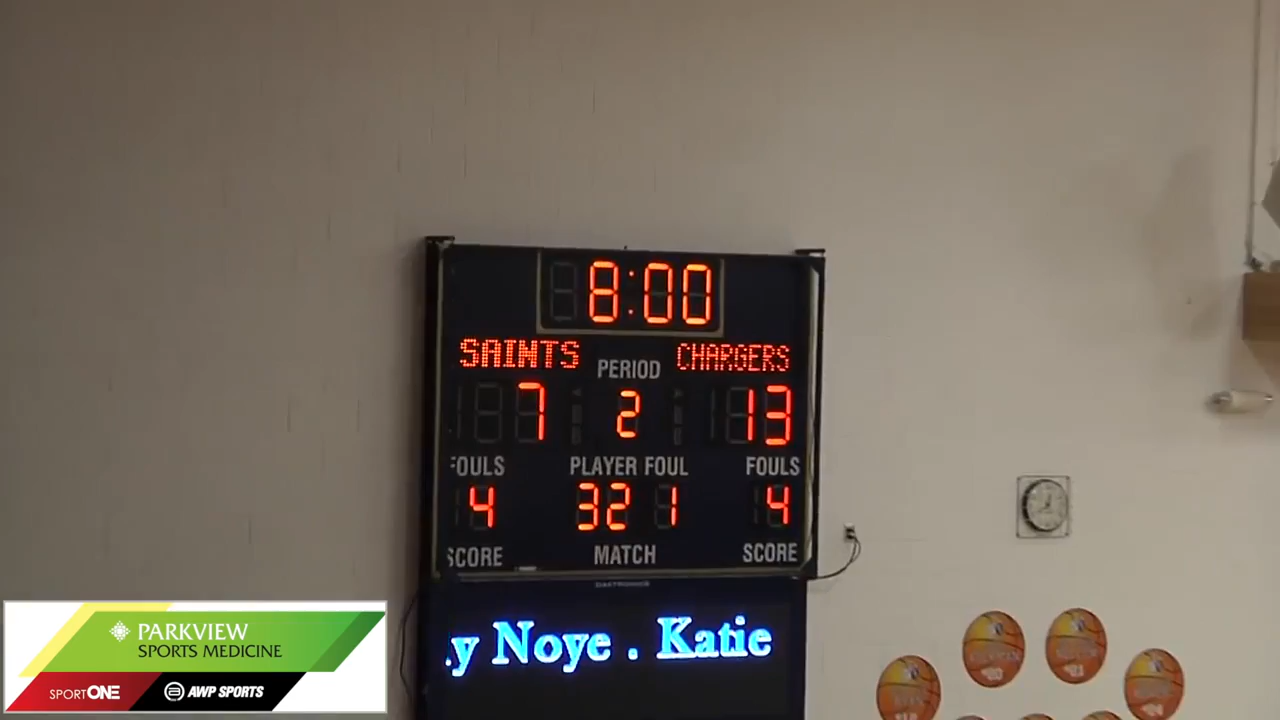 8:00
SAINTS
PERIOD
CHARGERS
7
2
13
FOULS
PLAYER FOUL
FOULS
4
32 1
4
SCORE
MATCH
SCORE
DAKTRONICS
y Noye . Katie
PARKVIEW
SPORTS MEDICINE
SPORTONE
AWP SPORTS